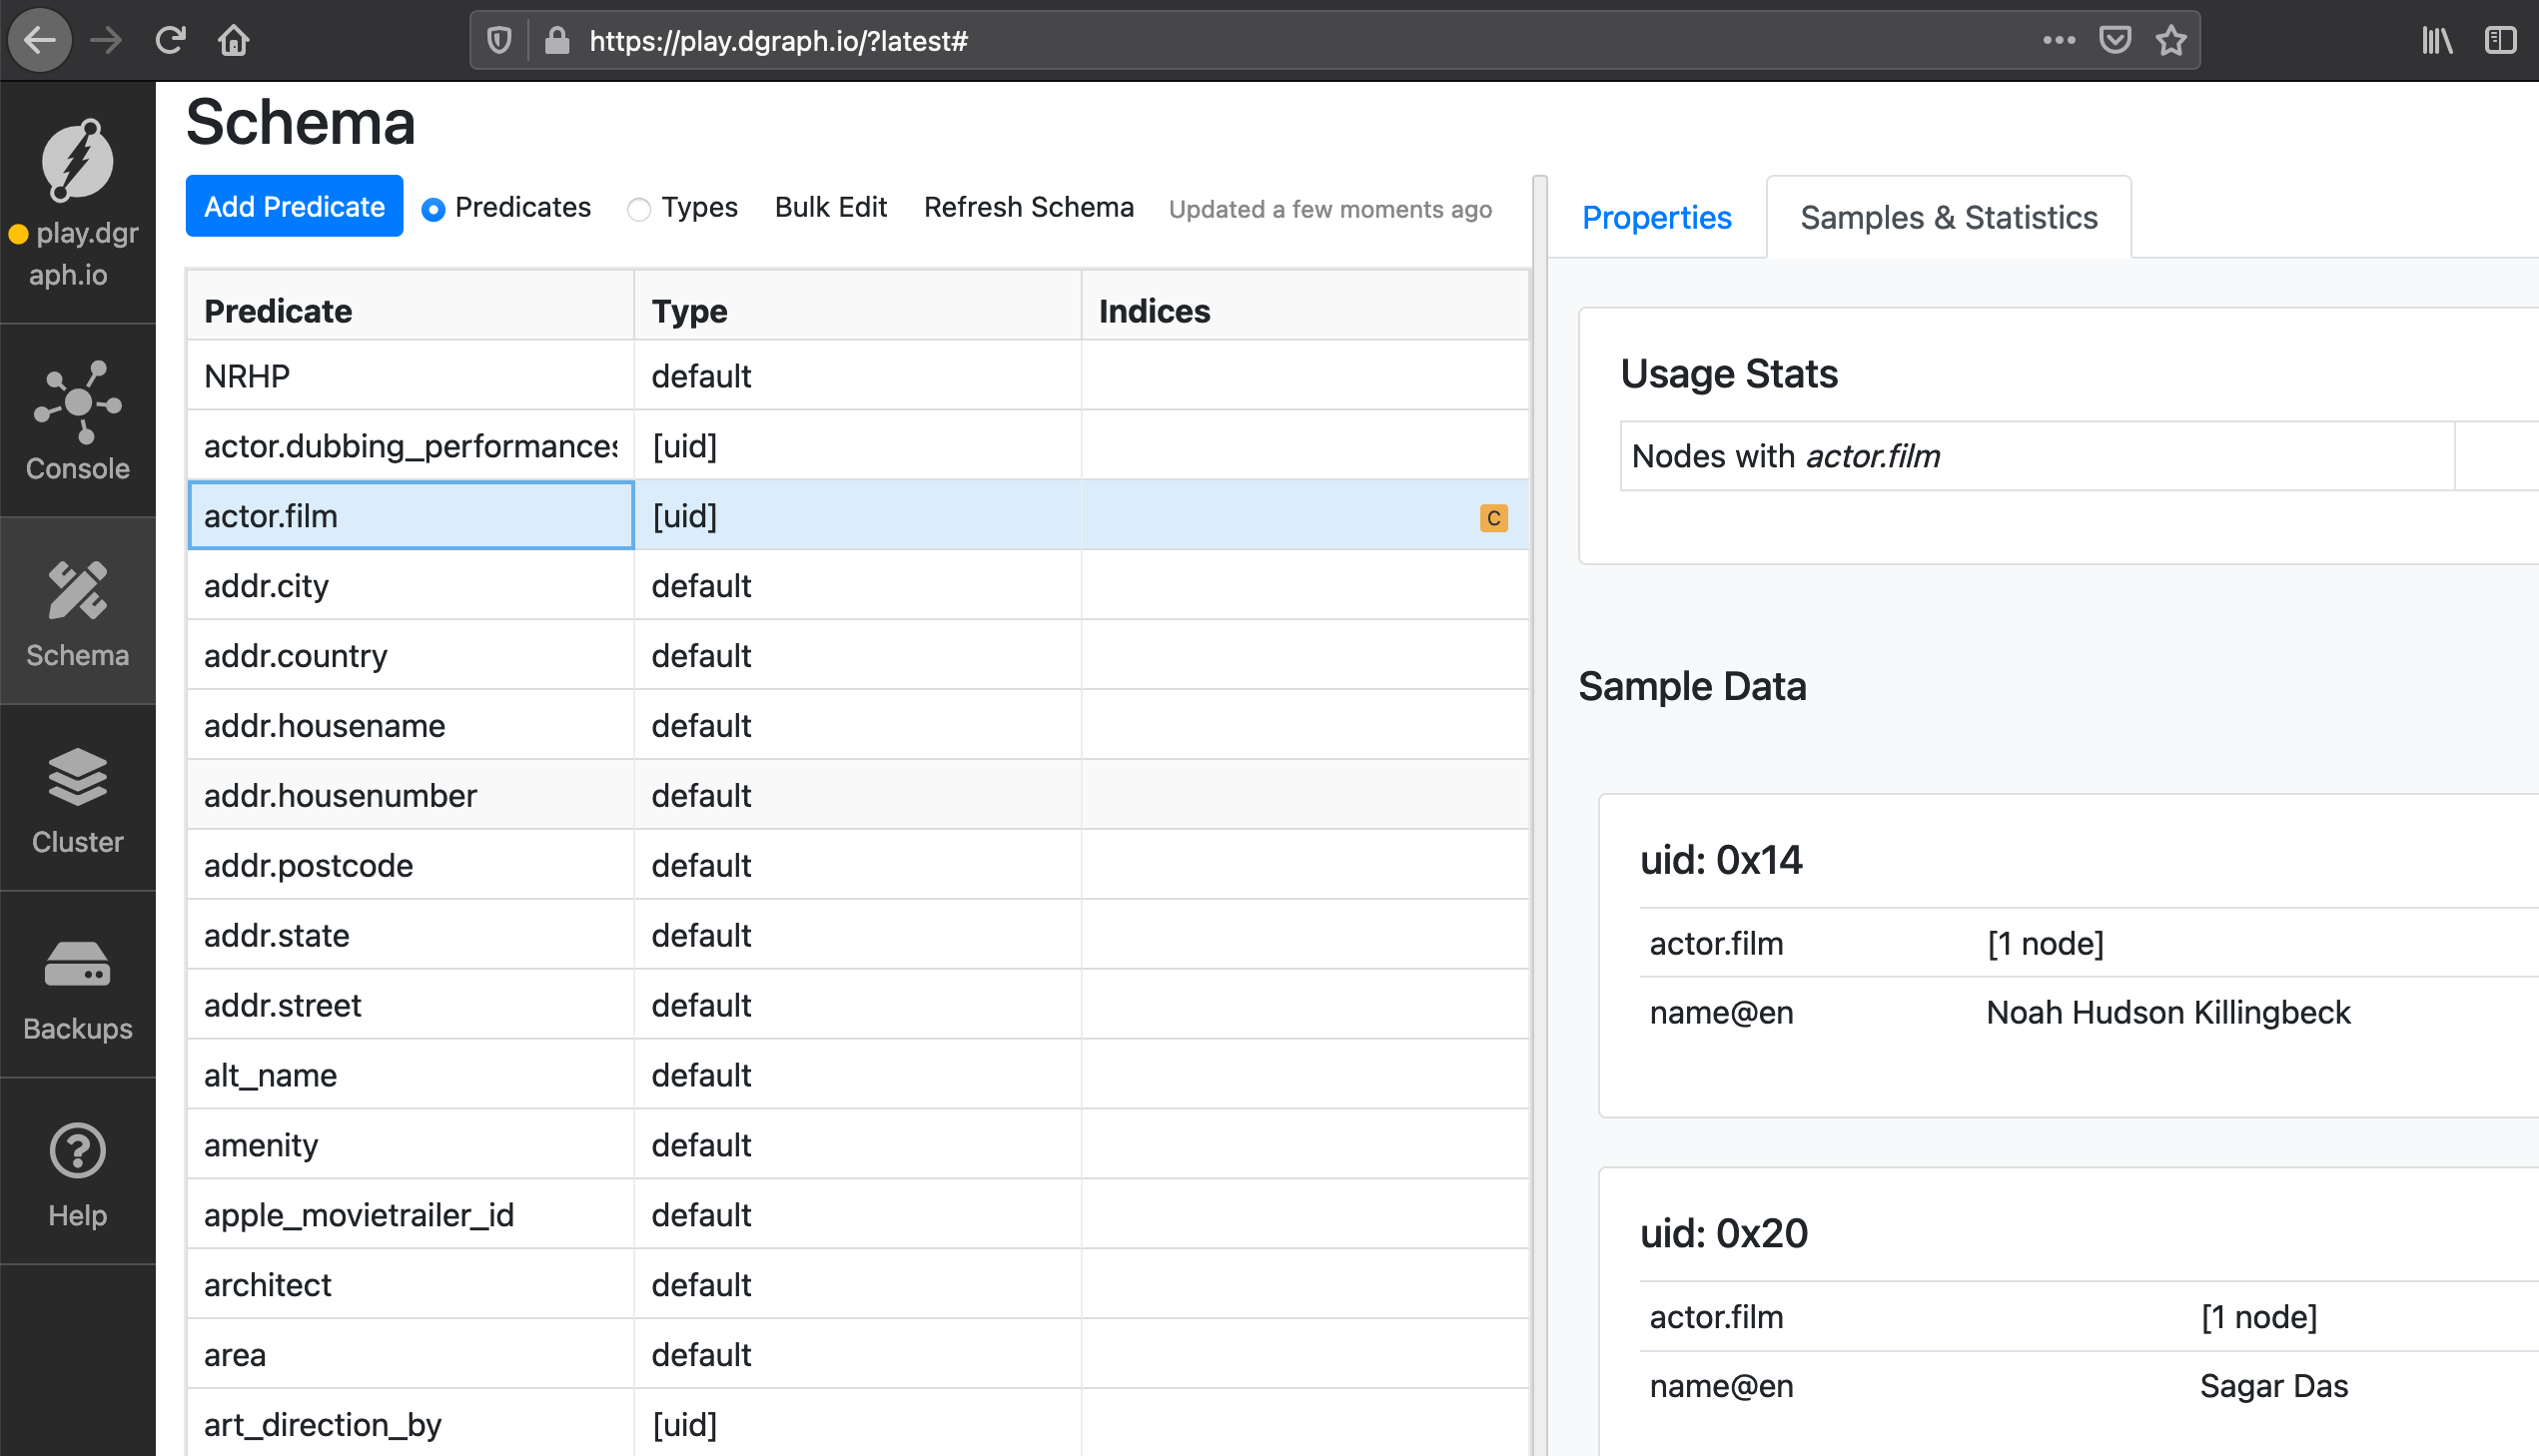 https://play.dgraph.io/?latest#
play.dgr
aph.io
Console
Schema
Cluster
Backups
Help
Schema
Add Predicate Predicates Types Bulk Edit Refresh Schema Updated a few moments ago
Predicate Type Indices
NRHP default
actor.dubbing_performances [uid]
actor.film [uid] C
addr.city default
addr.country default
addr.housename default
addr.housenumber default
addr.postcode default
addr.state default
addr.street default
alt_name default
amenity default
apple_movietrailer_id default
architect default
area default
art_direction_by [uid]
Properties Samples & Statistics
Usage Stats
Nodes with actor.film
Sample Data
uid: 0x14
actor.film [1 node]
name@en Noah Hudson Killingbeck
uid: 0x20
actor.film [1 node]
name@en Sagar Das